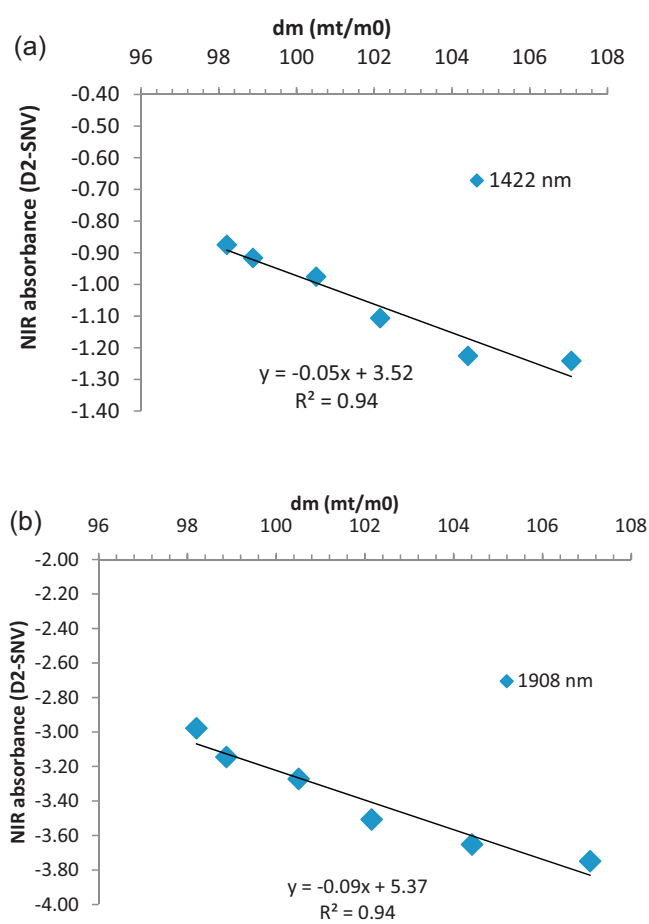 (a)
dm (mt/m0)
96 98 100 102 104 106 108
-0.40
-0.50
-0.60
-0.70
-0.80
-0.90
-1.00
-1.10
-1.20
-1.30
-1.40
NIR absorbance (D2-SNV)
1422 nm
y = -0.05x + 3.52
R² = 0.94
(b)
dm (mt/m0)
96 98 100 102 104 106 108
-2.00
-2.20
-2.40
-2.60
-2.80
-3.00
-3.20
-3.40
-3.60
-3.80
-4.00
NIR absorbance (D2-SNV)
1908 nm
y = -0.09x + 5.37
R² = 0.94